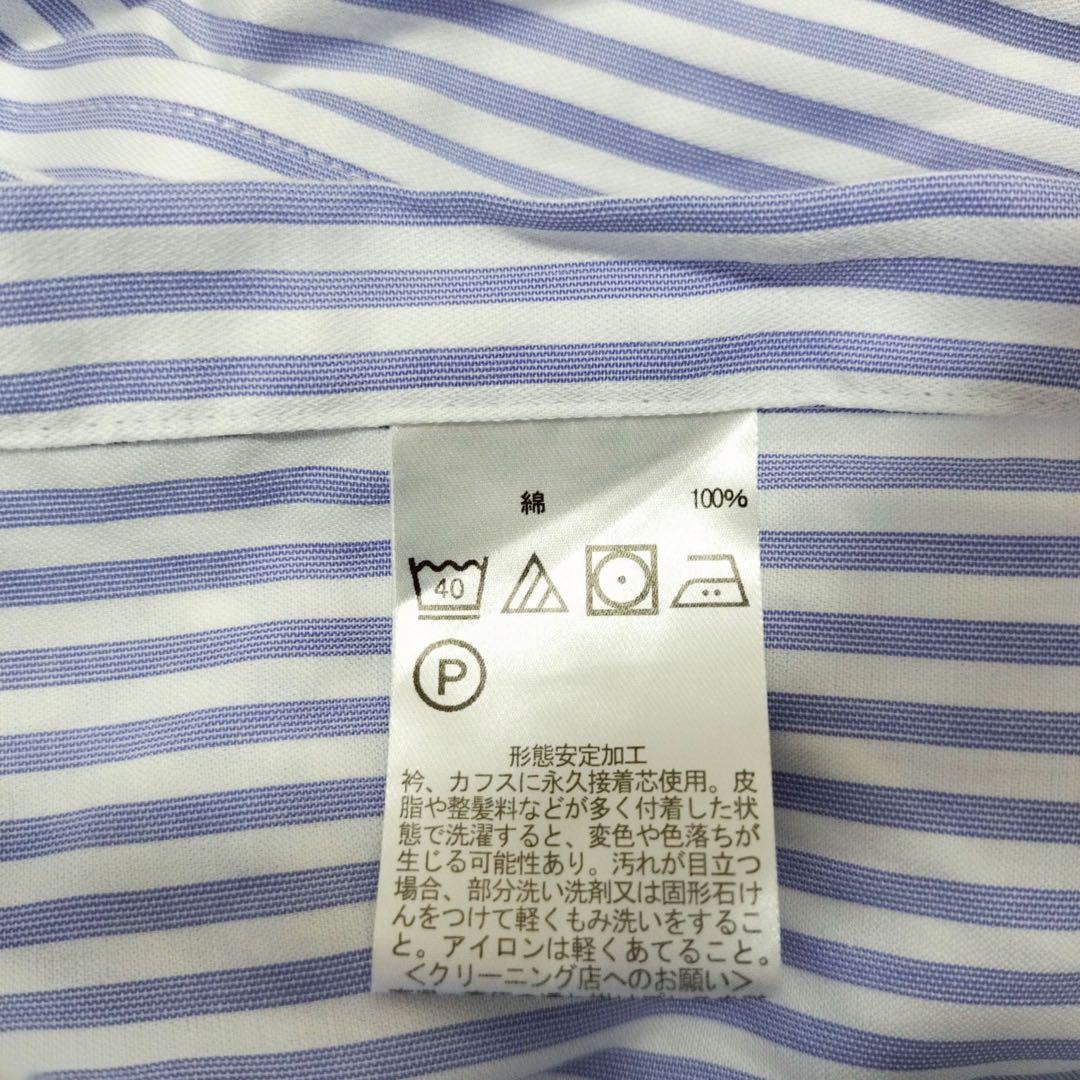 綿 100%
40
P
形態安定加工
衿、カフスに永久接着芯使用。皮
脂や整髪料などが多く付着した状
態で洗濯すると、変色や色落ちが
生じる可能性あり。汚れが目立つ
場合、部分洗い洗剤又は固形石け
んをつけて軽くもみ洗いをするこ
と。アイロンは軽くあてること。
＜クリーニング店へのお願い＞